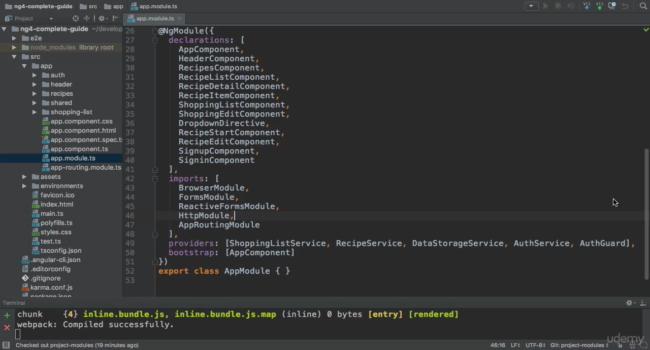 ng4-complete-guide src app app.module.ts
Project
app.module.ts
ng4-complete-guide ~/develop
e2e
node_modules library root
src
app
auth
header
recipes
shared
shopping-list
app.component.css
app.component.html
app.component.spec.ts
app.component.ts
app.module.ts
app-routing.module.ts
assets
environments
favicon.ico
index.html
main.ts
polyfills.ts
styles.css
test.ts
tsconfig.json
.angular-cli.json
.editorconfig
.gitignore
karma.conf.js
package.json
26 @NgModule({
27 declarations: [
28 AppComponent,
29 HeaderComponent,
30 RecipesComponent,
31 RecipeListComponent,
32 RecipeDetailComponent,
33 RecipeItemComponent,
34 ShoppingListComponent,
35 ShoppingEditComponent,
36 DropdownDirective,
37 RecipeStartComponent,
38 RecipeEditComponent,
39 SignupComponent,
40 SigninComponent
41 ],
42 imports: [
43 BrowserModule,
44 FormsModule,
45 ReactiveFormsModule,
46 HttpModule,
47 AppRoutingModule
48 ],
49 providers: [ShoppingListService, RecipeService, DataStorageService, AuthService, AuthGuard],
50 bootstrap: [AppComponent]
51 })
52 export class AppModule { }
53
Terminal
chunk {4} inline.bundle.js, inline.bundle.js.map (inline) 0 bytes [entry] [rendered]
webpack: Compiled successfully.
Checked out project-modules (19 minutes ago)
46:16 LF÷ UTF-8÷ Git: project-modules÷
udemy